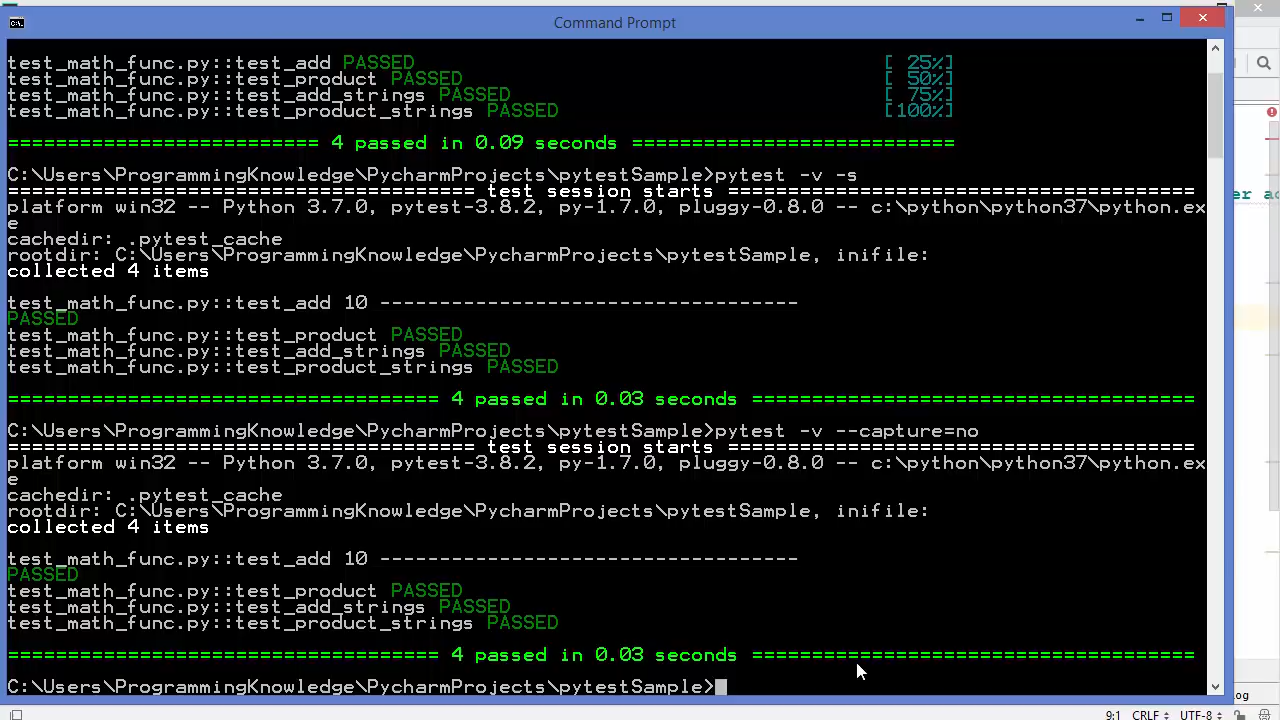 Command Prompt
test_math_func.py::test_add PASSED [ 25%]
test_math_func.py::test_product PASSED [ 50%]
test_math_func.py::test_add_strings PASSED [ 75%]
test_math_func.py::test_product_strings PASSED [100%]
========================== 4 passed in 0.09 seconds ===========================
C:\Users\ProgrammingKnowledge\PycharmProjects\pytestSample>pytest -v -s
======================================= test session starts =======================================
platform win32 -- Python 3.7.0, pytest-3.8.2, py-1.7.0, pluggy-0.8.0 -- c:\python\python37\python.ex
e
cachedir: .pytest_cache
rootdir: C:\Users\ProgrammingKnowledge\PycharmProjects\pytestSample, inifile:
collected 4 items
test_math_func.py::test_add 10 -----------------------------------
PASSED
test_math_func.py::test_product PASSED
test_math_func.py::test_add_strings PASSED
test_math_func.py::test_product_strings PASSED
==================================== 4 passed in 0.03 seconds =====================================
C:\Users\ProgrammingKnowledge\PycharmProjects\pytestSample>pytest -v --capture=no
======================================= test session starts =======================================
platform win32 -- Python 3.7.0, pytest-3.8.2, py-1.7.0, pluggy-0.8.0 -- c:\python\python37\python.ex
e
cachedir: .pytest_cache
rootdir: C:\Users\ProgrammingKnowledge\PycharmProjects\pytestSample, inifile:
collected 4 items
test_math_func.py::test_add 10 -----------------------------------
PASSED
test_math_func.py::test_product PASSED
test_math_func.py::test_add_strings PASSED
test_math_func.py::test_product_strings PASSED
==================================== 4 passed in 0.03 seconds =====================================
C:\Users\ProgrammingKnowledge\PycharmProjects\pytestSample>
9:1 CRLF UTF-8